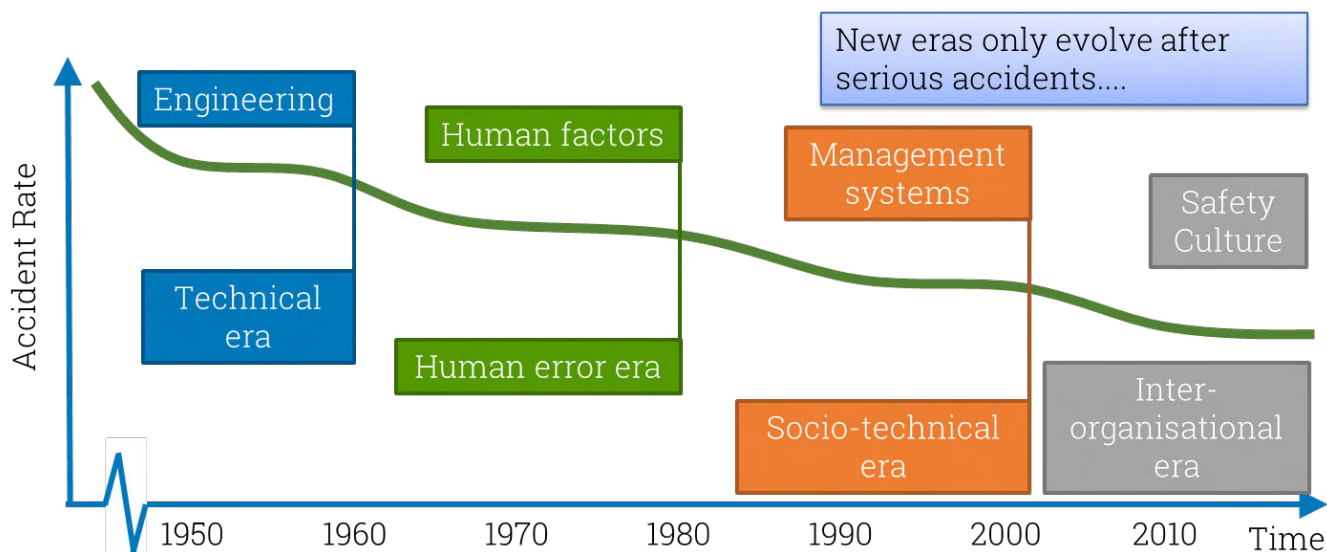 New eras only evolve after
serious accidents....
Engineering
Human factors
Management
systems
Safety
Culture
Accident Rate
Technical
era
Human error era
Socio-technical
era
Inter-
organisational
era
1950 1960 1970 1980 1990 2000 2010 Time